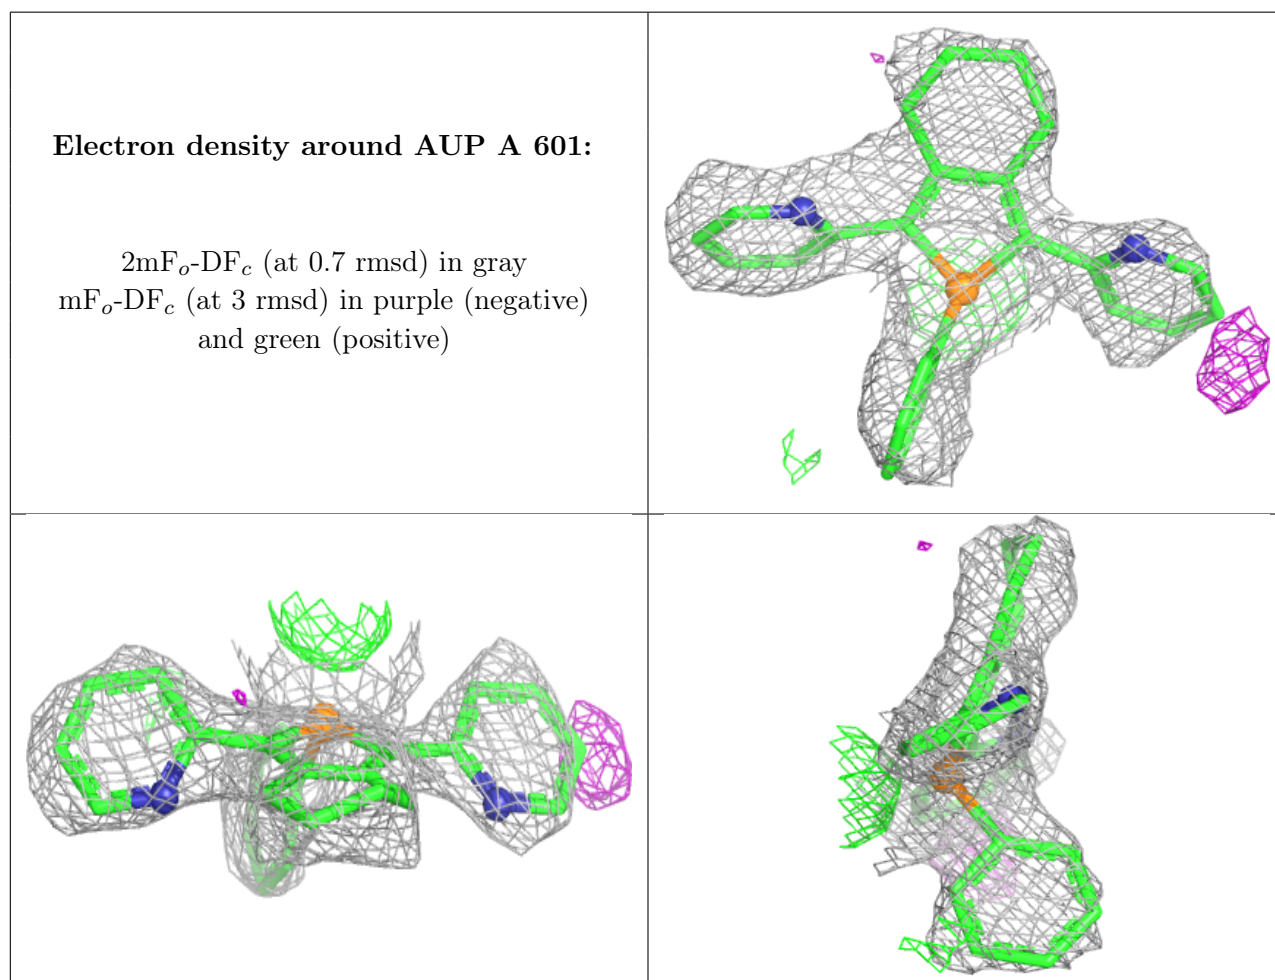 Electron density around AUP A 601:
2mFo-DFc (at 0.7 rmsd) in gray
mFo-DFc (at 3 rmsd) in purple (negative)
and green (positive)